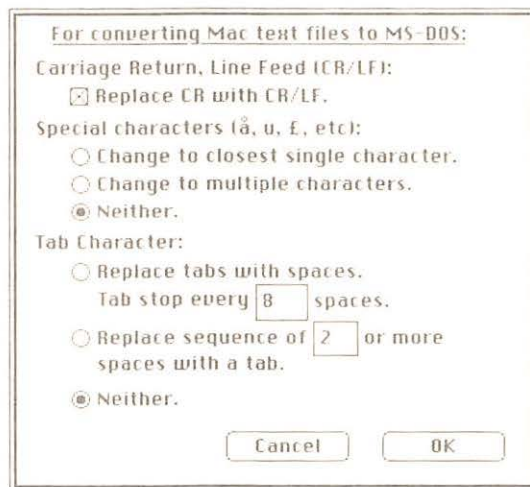 For converting Mac text files to MS-DOS:
Carriage Return, Line Feed (CR/LF):
Replace CR with CR/LF.
Special characters (å, u, £, etc):
Change to closest single character.
Change to multiple characters.
Neither.
Tab Character:
Replace tabs with spaces.
Tab stop every 8 spaces.
Replace sequence of 2 or more
spaces with a tab.
Neither.
Cancel OK